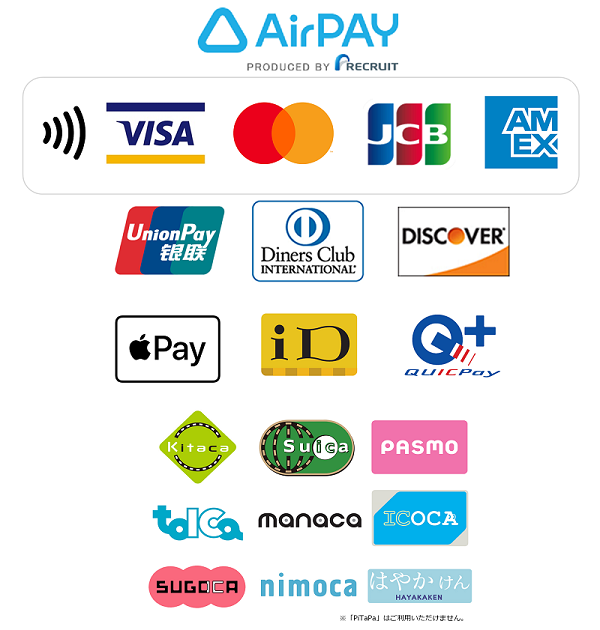 AirPAY
PRODUCED BY RECRUIT
VISA
JCB
AM
EX
UnionPay
银联
Diners Club
INTERNATIONAL®
DISCOVER®
Pay
iD
Q+
QUICPay
Kitaca
Suica
PASMO
toICa
manaca
ICOCA
SUGOCA
nimoca
はやかけん
HAYAKAKEN
※「PiTaPa」はご利用いただけません。